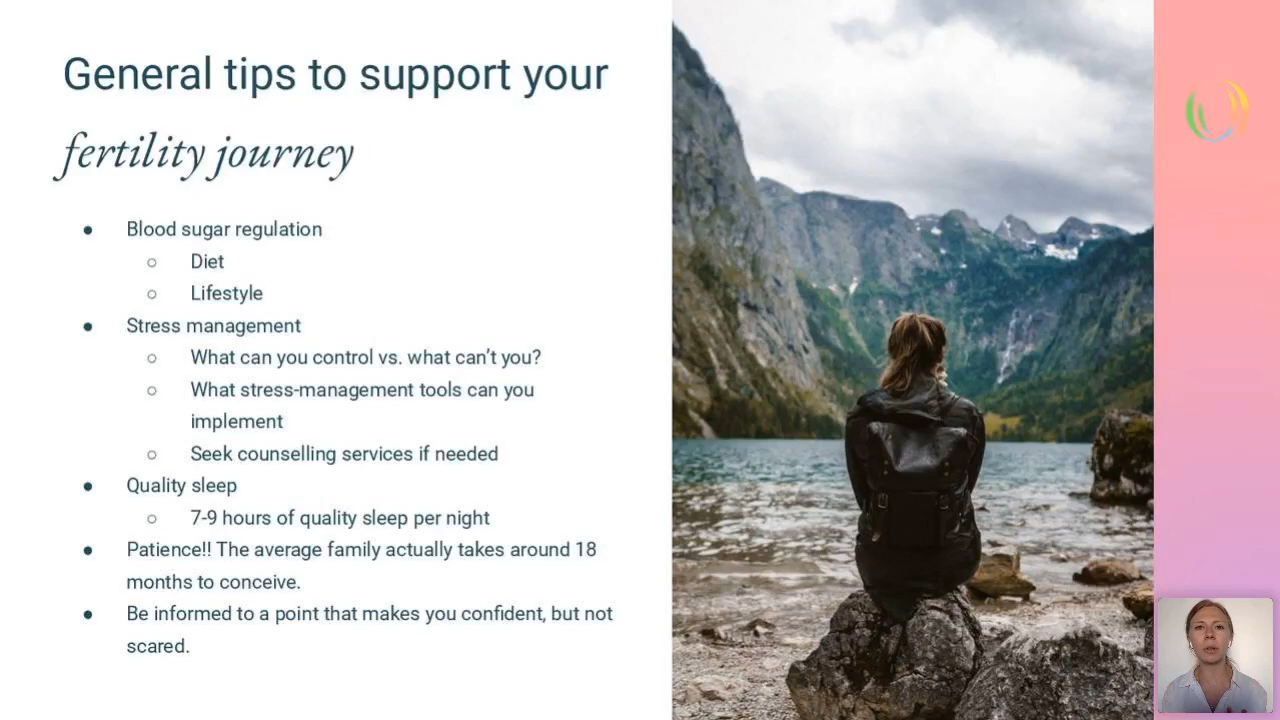 General tips to support your
fertility journey
● Blood sugar regulation
○ Diet
○ Lifestyle
● Stress management
○ What can you control vs. what can’t you?
○ What stress-management tools can you
implement
○ Seek counselling services if needed
● Quality sleep
○ 7-9 hours of quality sleep per night
● Patience!! The average family actually takes around 18
months to conceive.
● Be informed to a point that makes you confident, but not
scared.